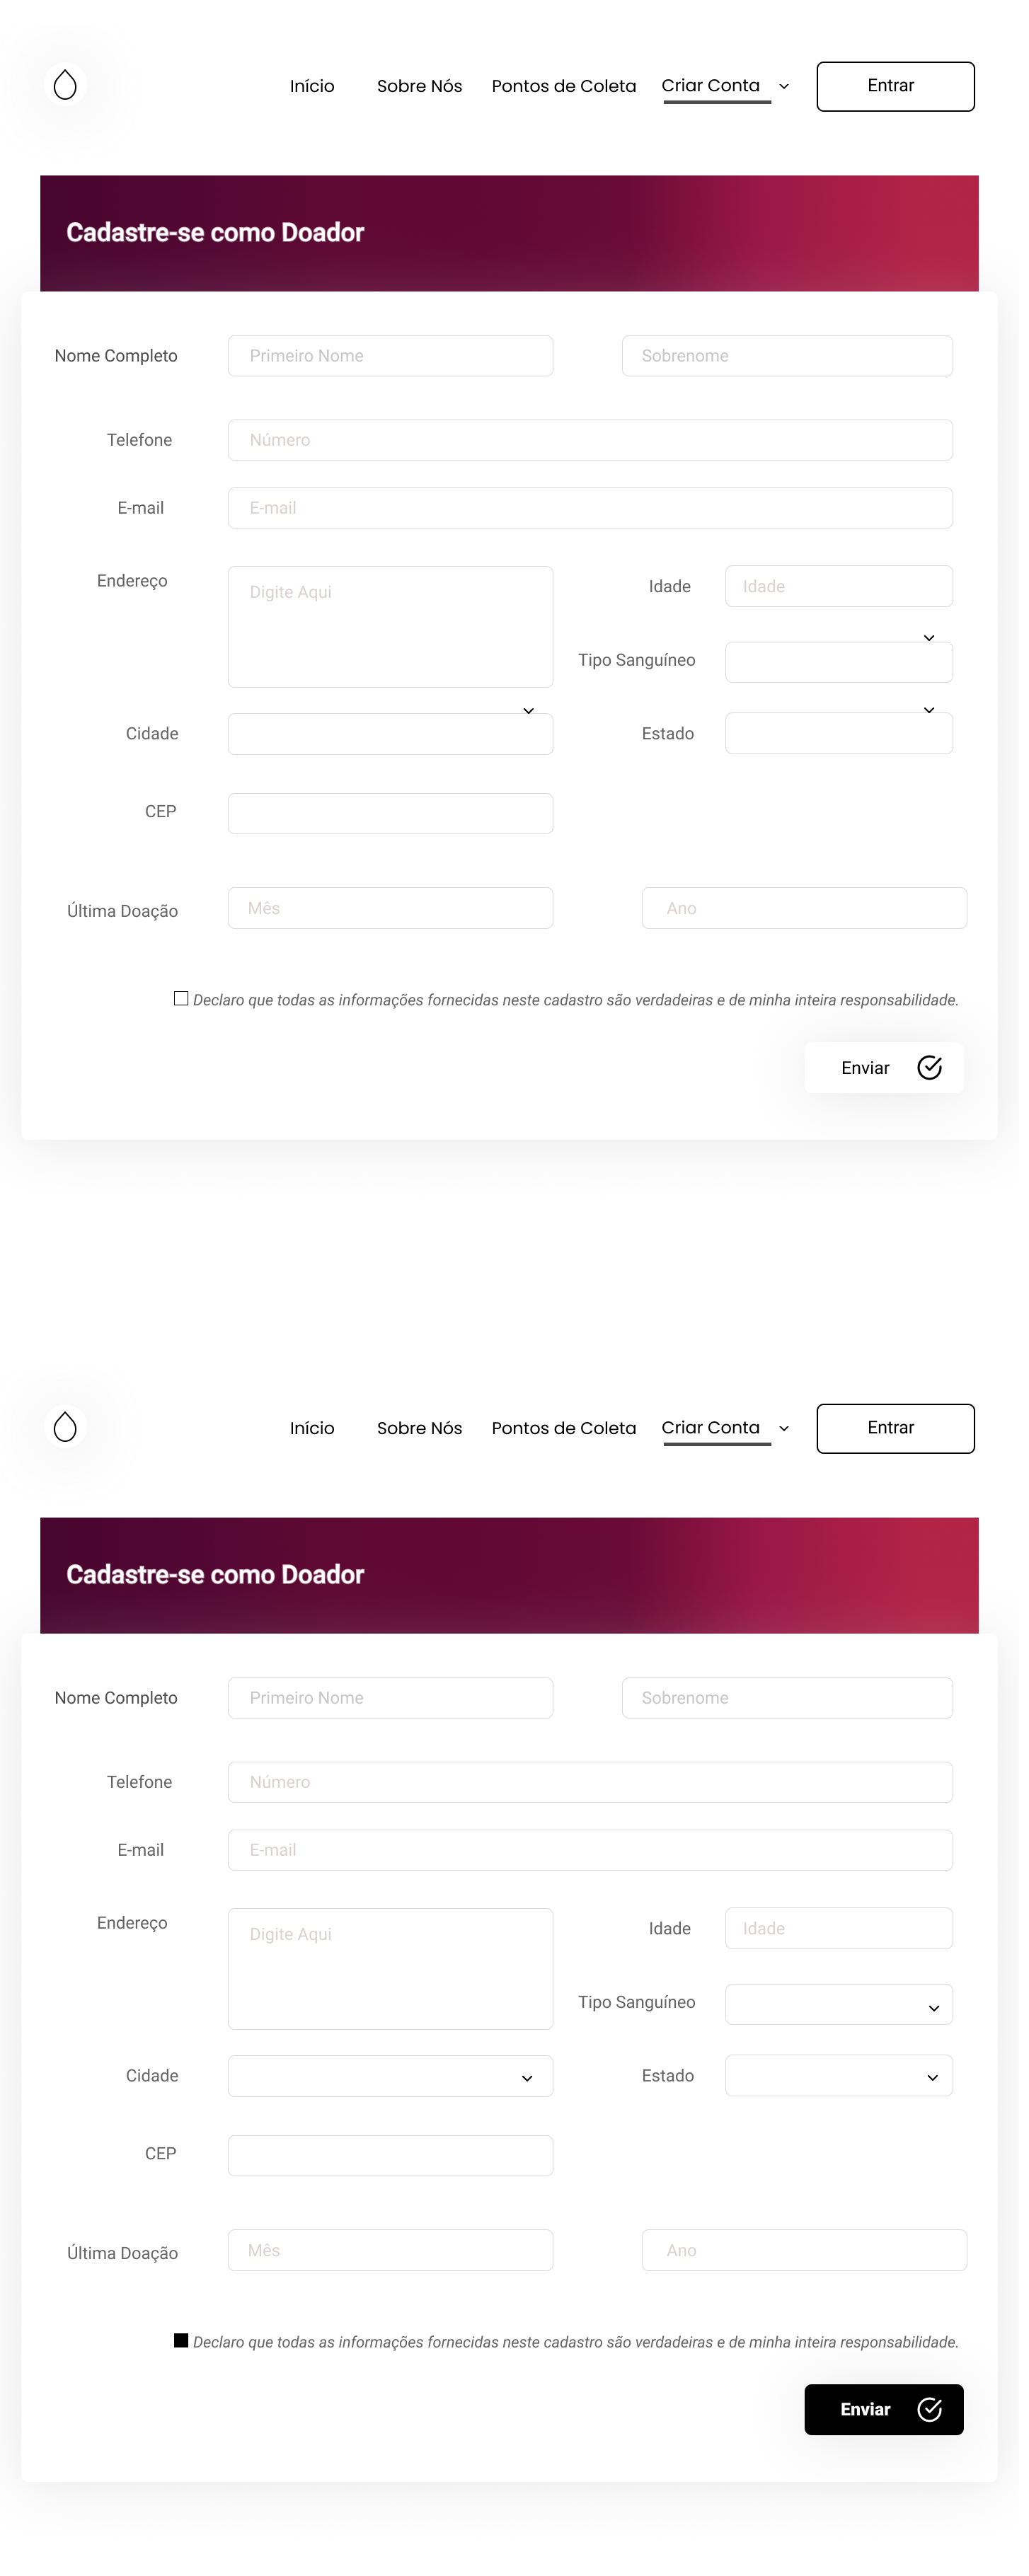 Início Sobre Nós Pontos de Coleta Criar Conta Entrar
Cadastre-se como Doador
Nome Completo Primeiro Nome Sobrenome
Telefone Número
E-mail E-mail
Endereço Digite Aqui Idade Idade
Tipo Sanguíneo
Cidade Estado
CEP
Última Doação Mês Ano
Declaro que todas as informações fornecidas neste cadastro são verdadeiras e de minha inteira responsabilidade.
Enviar
Início Sobre Nós Pontos de Coleta Criar Conta Entrar
Cadastre-se como Doador
Nome Completo Primeiro Nome Sobrenome
Telefone Número
E-mail E-mail
Endereço Digite Aqui Idade Idade
Tipo Sanguíneo
Cidade Estado
CEP
Última Doação Mês Ano
Declaro que todas as informações fornecidas neste cadastro são verdadeiras e de minha inteira responsabilidade.
Enviar